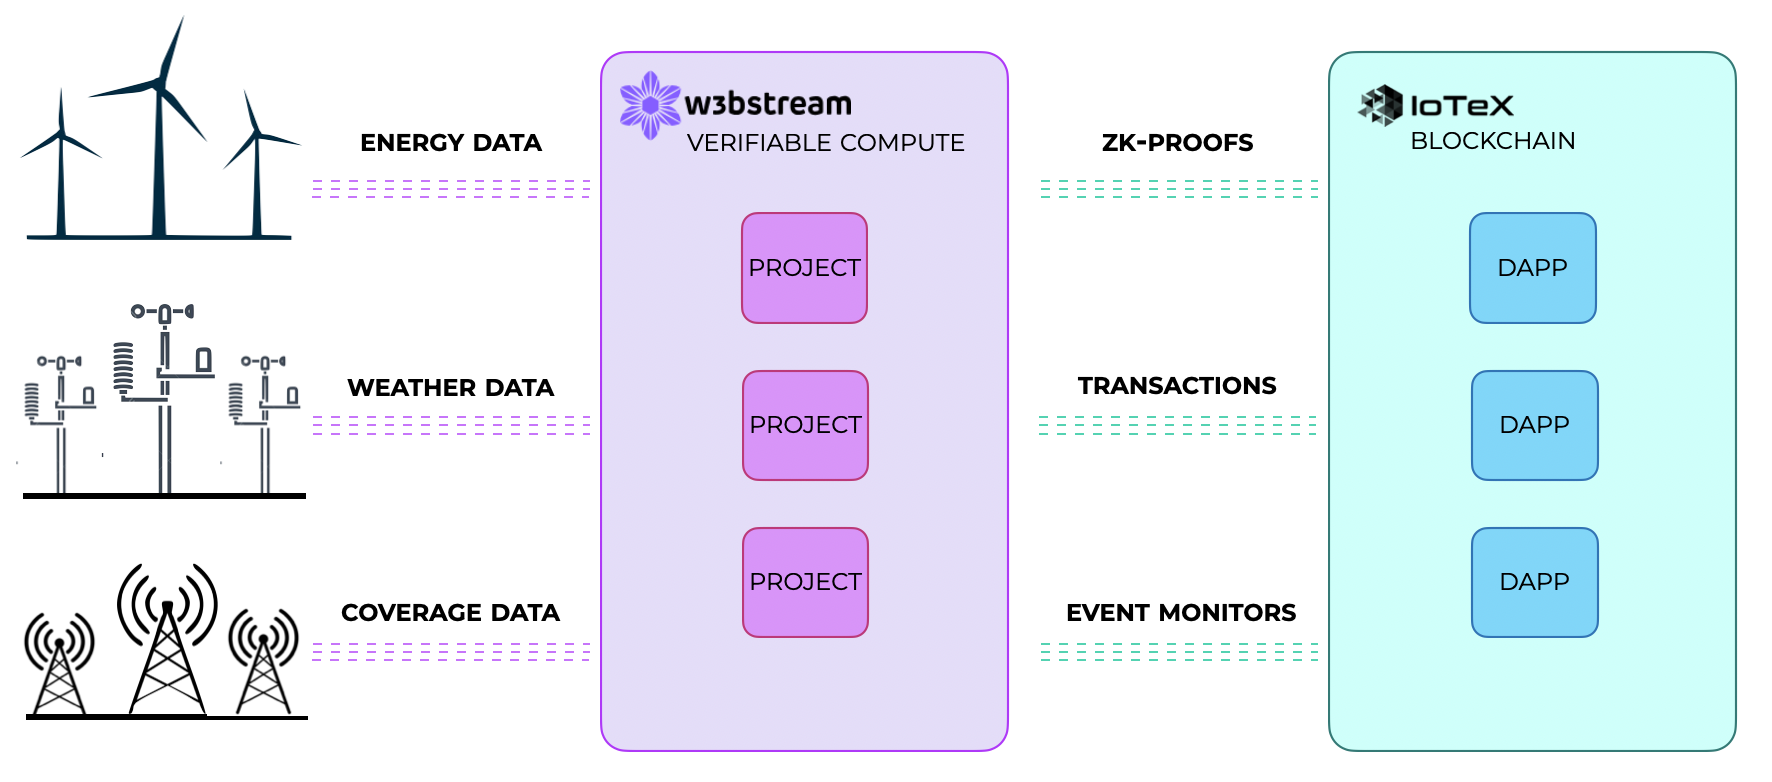 ENERGY DATA
w3bstream
VERIFIABLE COMPUTE
ZK-PROOFS
IoTeX
BLOCKCHAIN
PROJECT
DAPP
WEATHER DATA
PROJECT
TRANSACTIONS
DAPP
COVERAGE DATA
PROJECT
EVENT MONITORS
DAPP